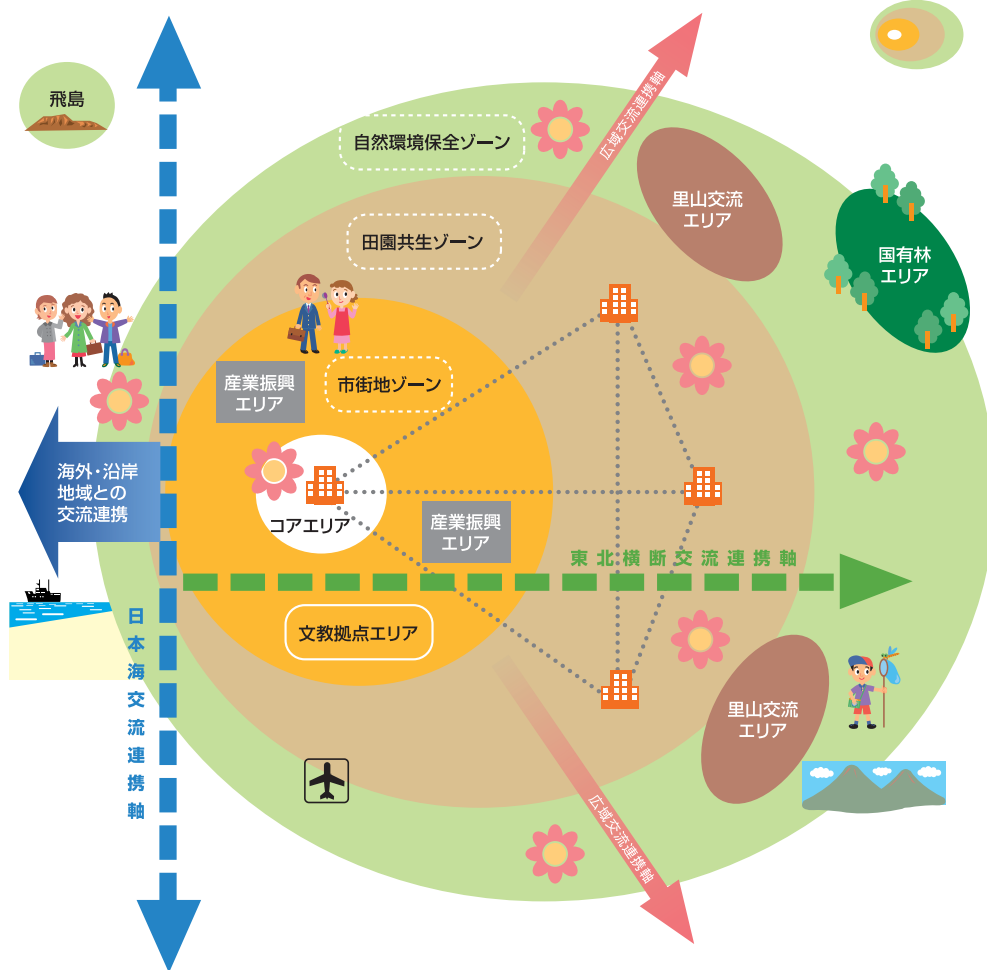 飛島
自然環境保全ゾーン
広域交流連携軸
里山交流
エリア
田園共生ゾーン
国有林
エリア
市街地ゾーン
産業振興
エリア
海外・沿岸
地域との
交流連携
コアエリア
産業振興
エリア
東北横断交流連携軸
日本海交流連携軸
文教拠点エリア
里山交流
エリア
広域交流連携軸